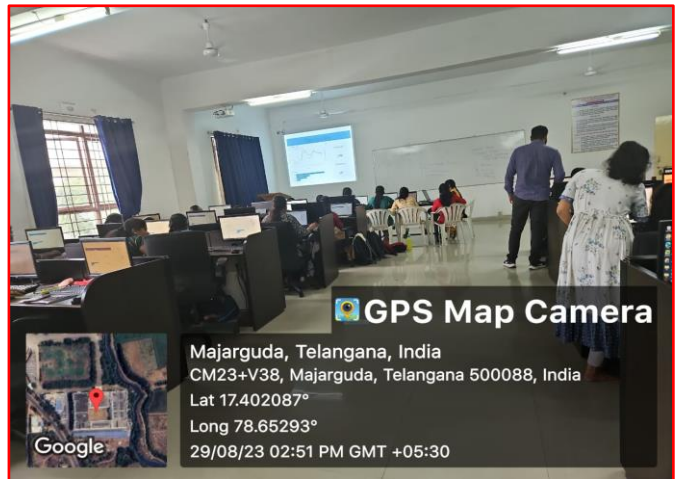 GPS Map Camera
Majarguda, Telangana, India
CM23+V38, Majarguda, Telangana 500088, India
Lat 17.402087°
Long 78.65293°
29/08/23 02:51 PM GMT +05:30
Google